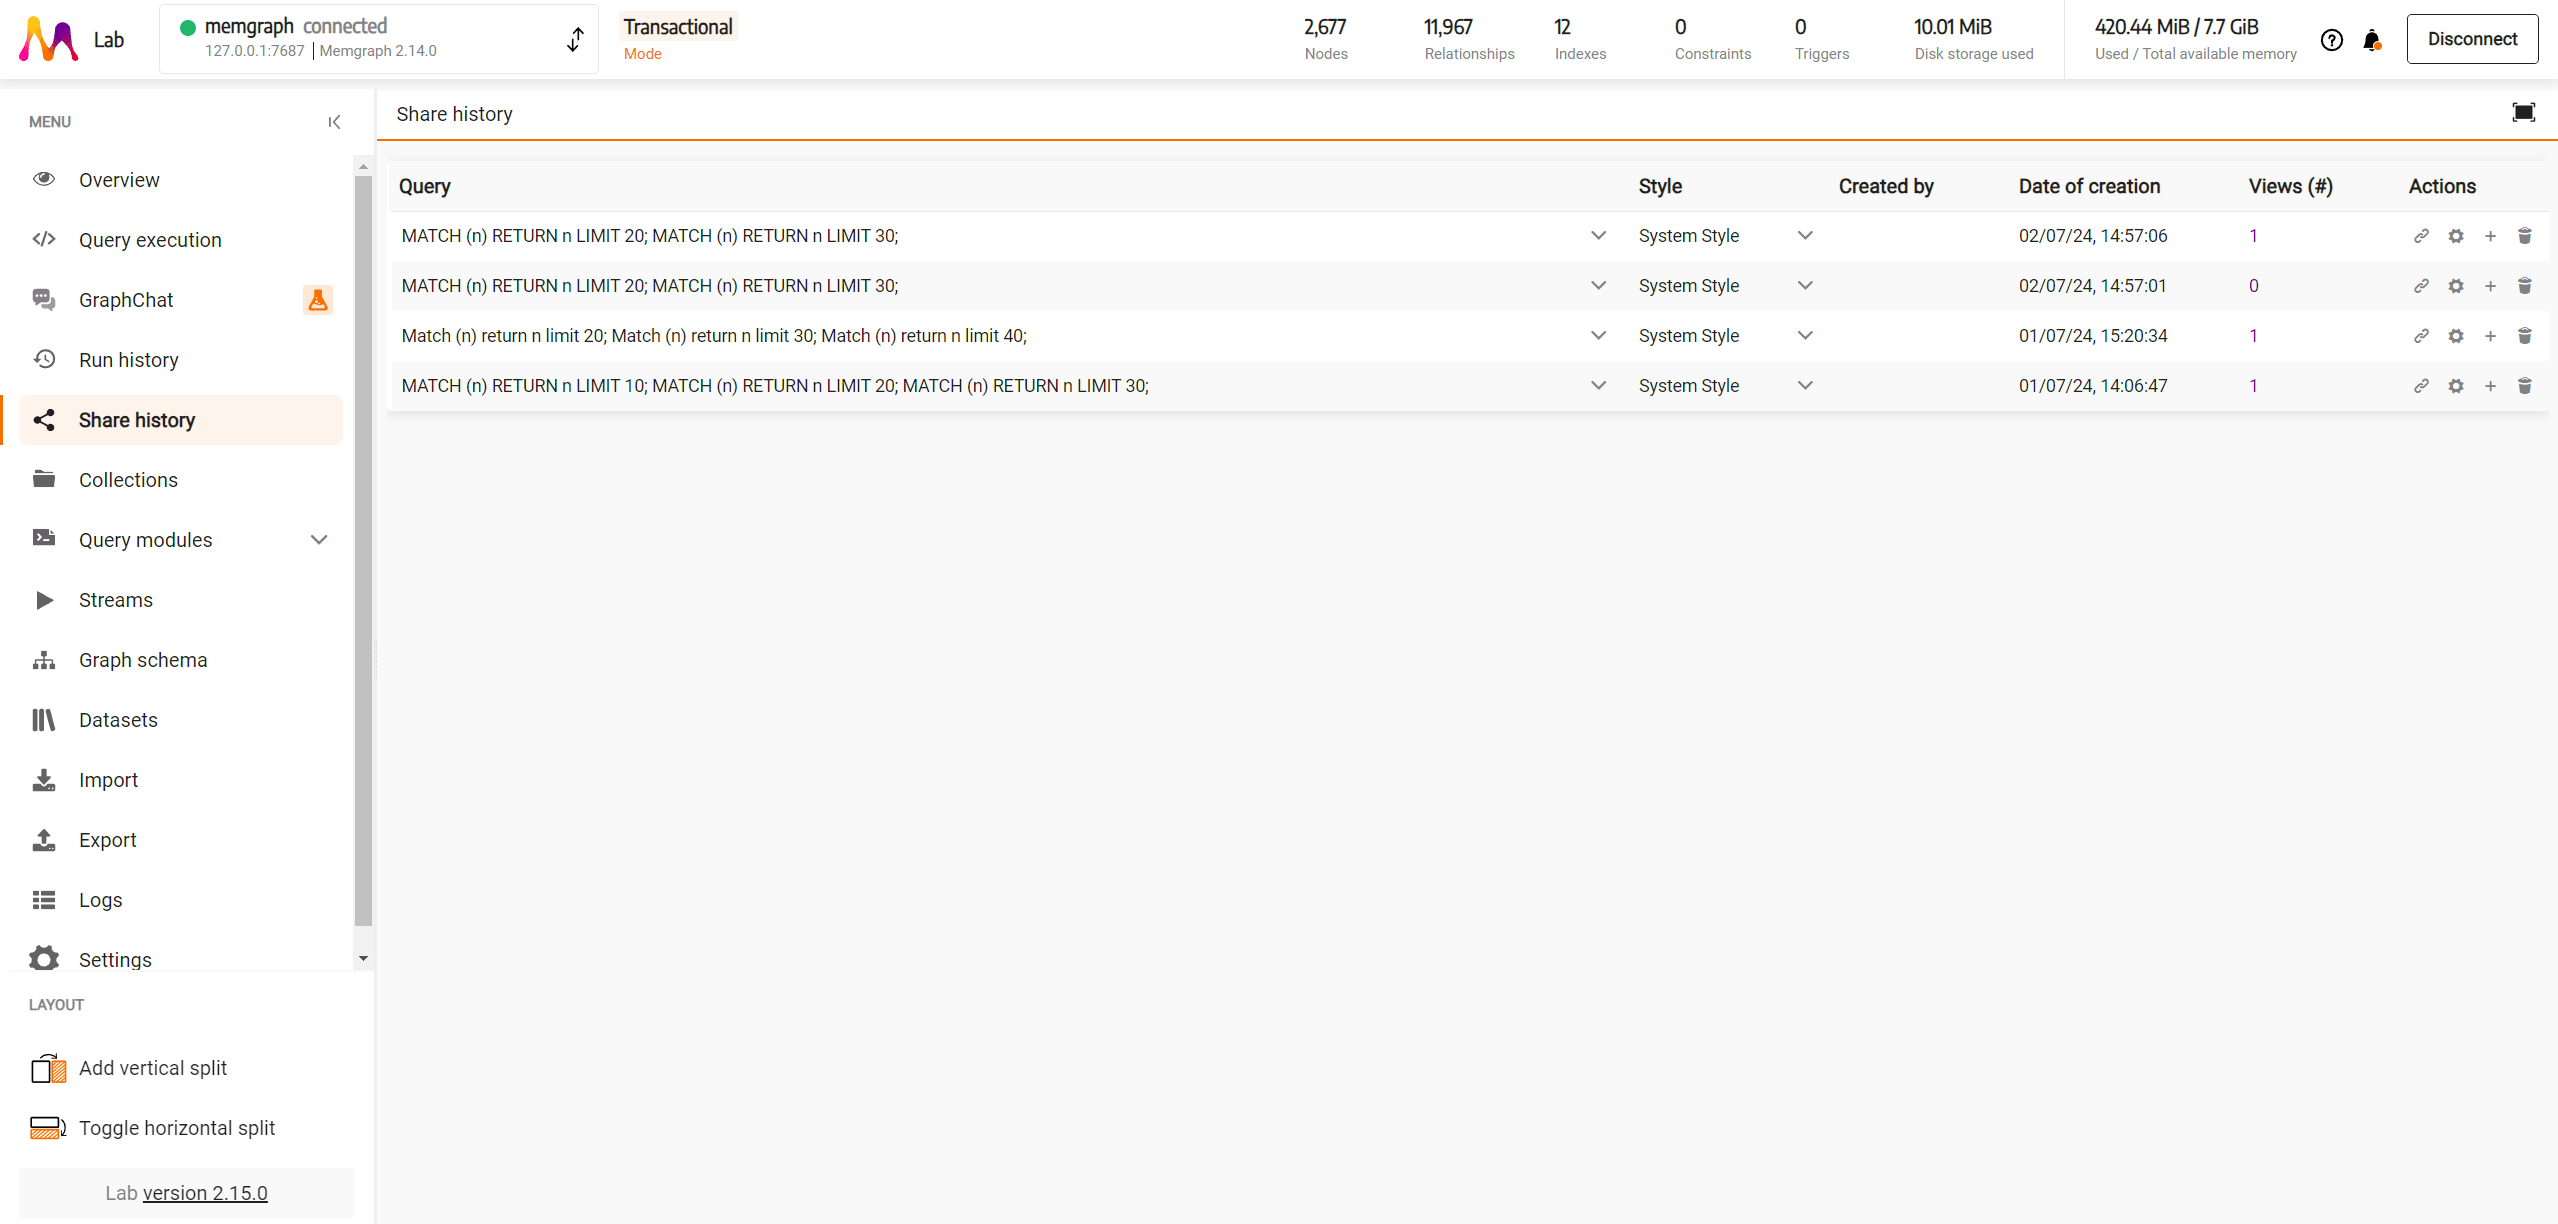 Lab
memgraph connected
127.0.0.1:7687 | Memgraph 2.14.0
Transactional
Mode
2,677
Nodes
11,967
Relationships
12
Indexes
0
Constraints
0
Triggers
10.01 MiB
Disk storage used
420.44 MiB / 7.7 GiB
Used / Total available memory
Disconnect
MENU
Overview
Query execution
GraphChat
Run history
Share history
Collections
Query modules
Streams
Graph schema
Datasets
Import
Export
Logs
Settings
LAYOUT
Add vertical split
Toggle horizontal split
Lab version 2.15.0
Share history
Query Style Created by Date of creation Views (#) Actions
MATCH (n) RETURN n LIMIT 20; MATCH (n) RETURN n LIMIT 30; System Style 02/07/24, 14:57:06 1
MATCH (n) RETURN n LIMIT 20; MATCH (n) RETURN n LIMIT 30; System Style 02/07/24, 14:57:01 0
Match (n) return n limit 20; Match (n) return n limit 30; Match (n) return n limit 40; System Style 01/07/24, 15:20:34 1
MATCH (n) RETURN n LIMIT 10; MATCH (n) RETURN n LIMIT 20; MATCH (n) RETURN n LIMIT 30; System Style 01/07/24, 14:06:47 1